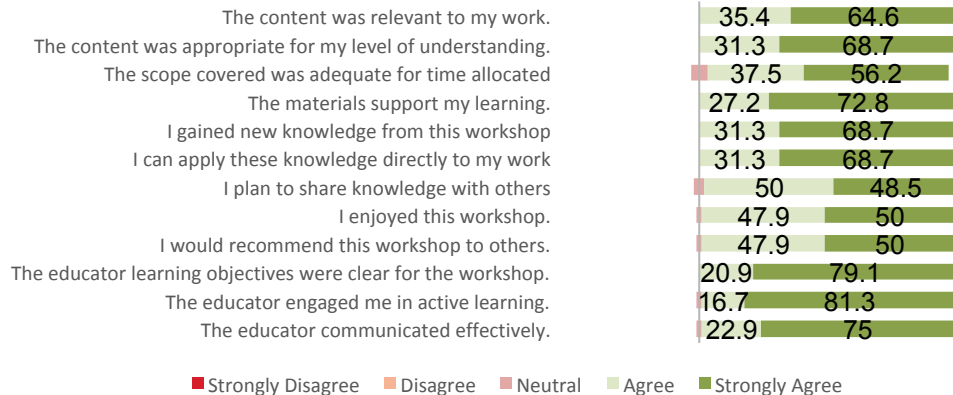 The content was relevant to my work. 35.4 64.6
The content was appropriate for my level of understanding. 31.3 68.7
The scope covered was adequate for time allocated 37.5 56.2
The materials support my learning. 27.2 72.8
I gained new knowledge from this workshop 31.3 68.7
I can apply these knowledge directly to my work 31.3 68.7
I plan to share knowledge with others 50 48.5
I enjoyed this workshop. 47.9 50
I would recommend this workshop to others. 47.9 50
The educator learning objectives were clear for the workshop. 20.9 79.1
The educator engaged me in active learning. 16.7 81.3
The educator communicated effectively. 22.9 75
Strongly Disagree Disagree Neutral Agree Strongly Agree